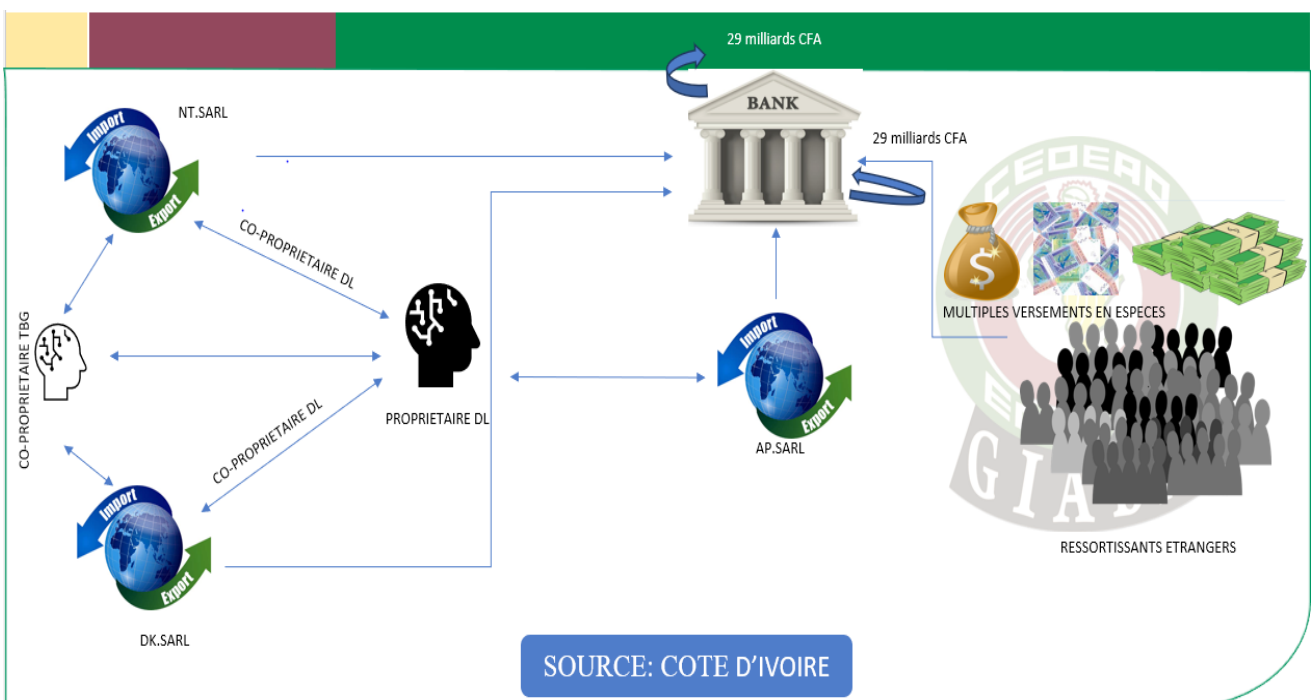 29 milliards CFA
NT.SARL
Import
Export
BANK
29 milliards CFA
CEDEAO
CO-PROPRIETAIRE DL
$
MULTIPLES VERSEMENTS EN ESPECES
CO-PROPRIETAIRE TBG
PROPRIETAIRE DL
Import
Export
AP.SARL
CO-PROPRIETAIRE DL
GIAB
RESSORTISSANTS ETRANGERS
Import
Export
DK.SARL
SOURCE: COTE D'IVOIRE